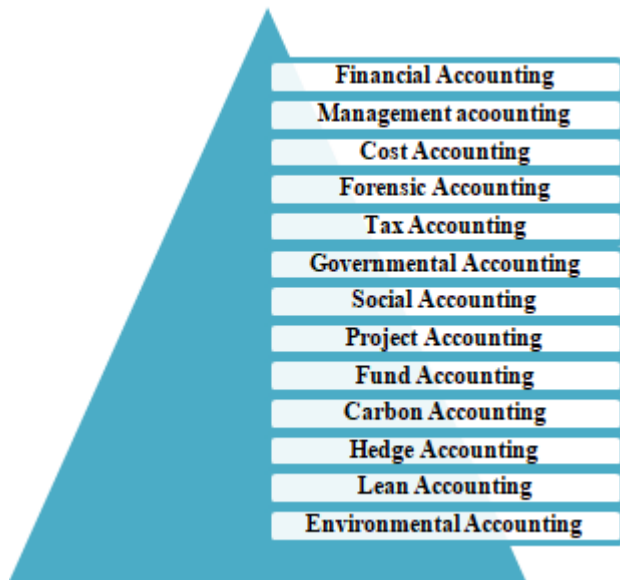 Financial Accounting
Management acoounting
Cost Accounting
Forensic Accounting
Tax Accounting
Governmental Accounting
Social Accounting
Project Accounting
Fund Accounting
Carbon Accounting
Hedge Accounting
Lean Accounting
Environmental Accounting